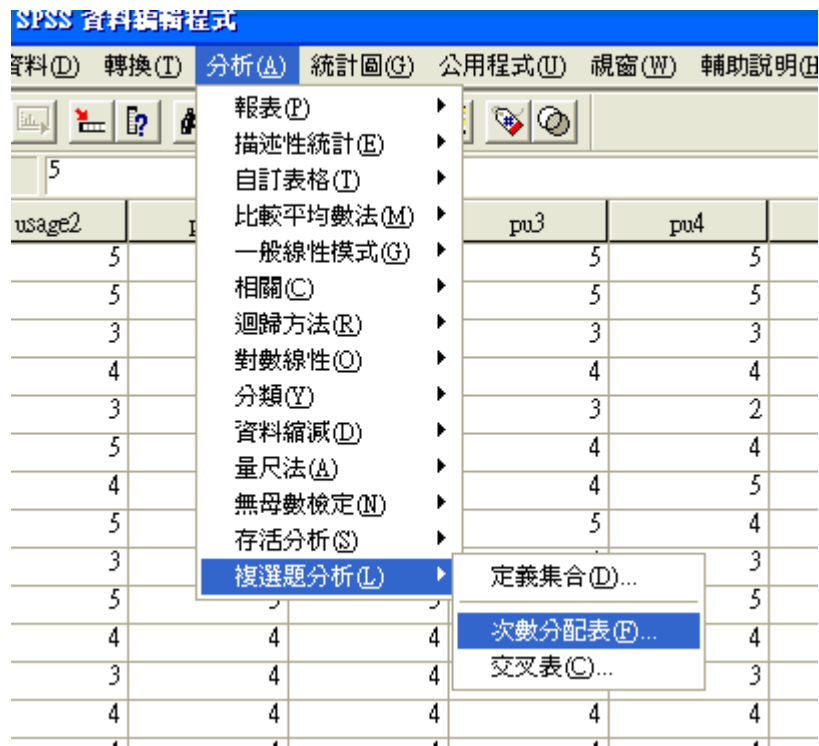 SPSS 資料編輯程式
資料(D) 轉換(T) 分析(A) 統計圖(G) 公用程式(U) 視窗(W) 輔助說明(H
5
報表(P)
描述性統計(E)
自訂表格(T)
比較平均數法(M)
一般線性模式(G)
相關(C)
迴歸方法(R)
對數線性(O)
分類(Y)
資料縮減(D)
量尺法(A)
無母數檢定(N)
存活分析(S)
複選題分析(L)
定義集合(D)...
次數分配表(F)...
交叉表(C)...
usage2 pu3 pu4
5 5 5
5 5 5
3 3 3
4 4 4
3 3 2
5 4 4
4 4 5
5 5 4
3 3
5 5
4 4 4 4
3 4 4 3
4 4 4 4 4